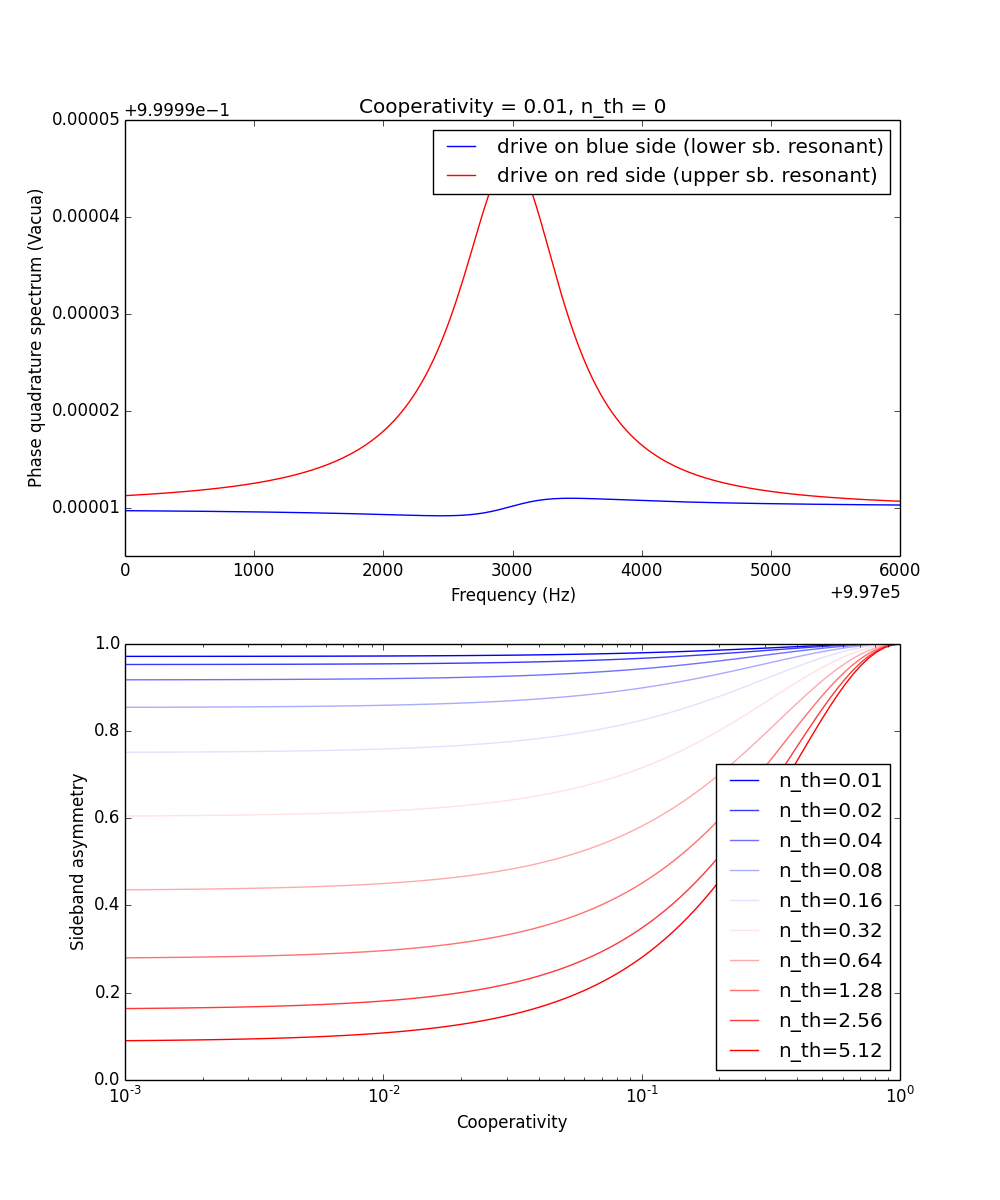 Cooperativity = 0.01, n_th = 0
+9.9999e−1
0.00005
0.00004
0.00003
0.00002
0.00001
Phase quadrature spectrum (Vacua)
drive on blue side (lower sb. resonant)
drive on red side (upper sb. resonant)
0 1000 2000 3000 4000 5000 6000
Frequency (Hz)
+9.97e5
1.0
0.8
0.6
0.4
0.2
0.0
Sideband asymmetry
n_th=0.01
n_th=0.02
n_th=0.04
n_th=0.08
n_th=0.16
n_th=0.32
n_th=0.64
n_th=1.28
n_th=2.56
n_th=5.12
10^-3 10^-2 10^-1 10^0
Cooperativity